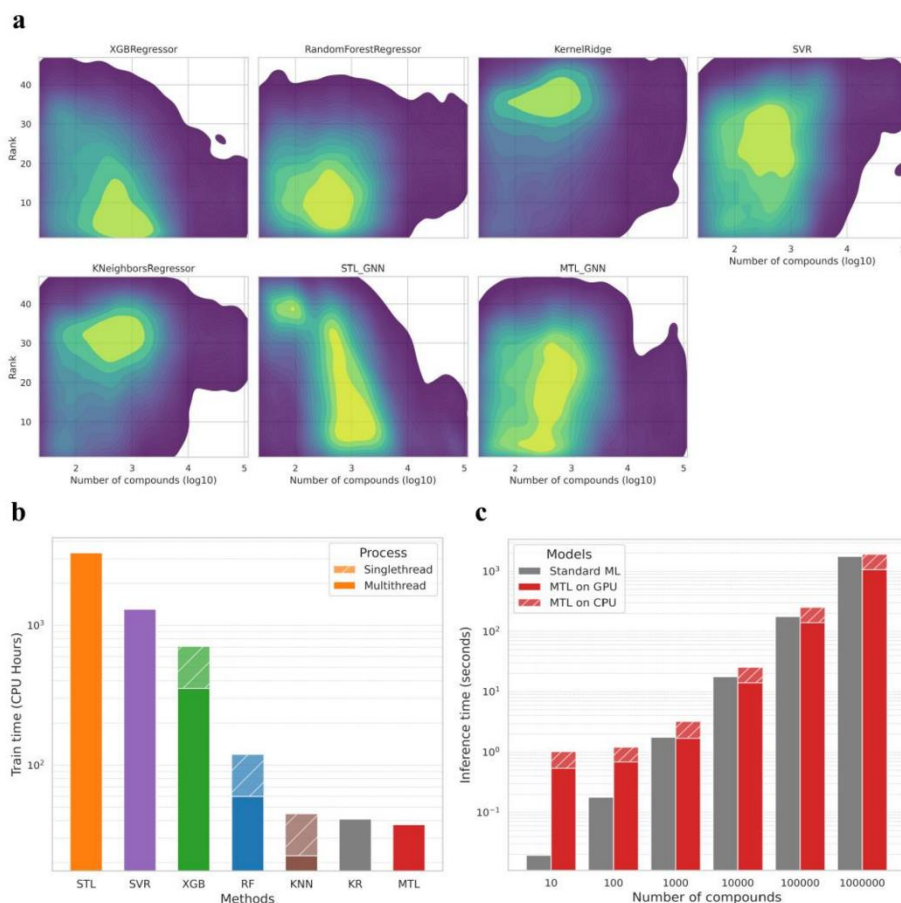 a
XGBRegressor
RandomForestRegressor
KernelRidge
SVR
Rank
40
30
20
10
2 3 4 5
Number of compounds (log10)
KNeighborsRegressor
STL_GNN
MTL_GNN
Rank
40
30
20
10
2 3 4 5
2 3 4 5
2 3 4 5
Number of compounds (log10)
Number of compounds (log10)
Number of compounds (log10)
b
Train time (CPU Hours)
10³
10²
Process
Singlethread
Multithread
STL SVR XGB RF KNN KR MTL
Methods
c
Inference time (seconds)
10³
10²
10¹
10⁰
10⁻¹
Models
Standard ML
MTL on GPU
MTL on CPU
10 100 1000 10000 100000 1000000
Number of compounds